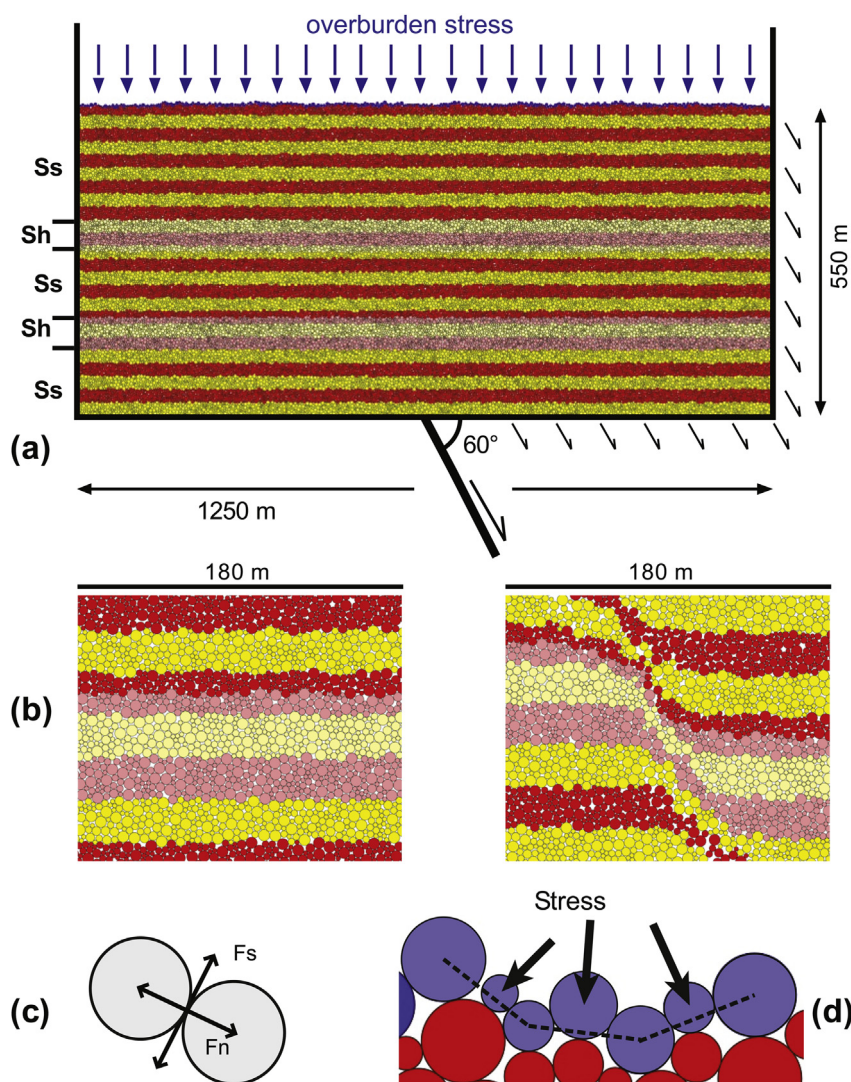 overburden stress
Ss
Sh
Ss
Sh
Ss
550 m
(a)
60°
1250 m
180 m
180 m
(b)
Stress
Fs
Fn
(c)
(d)